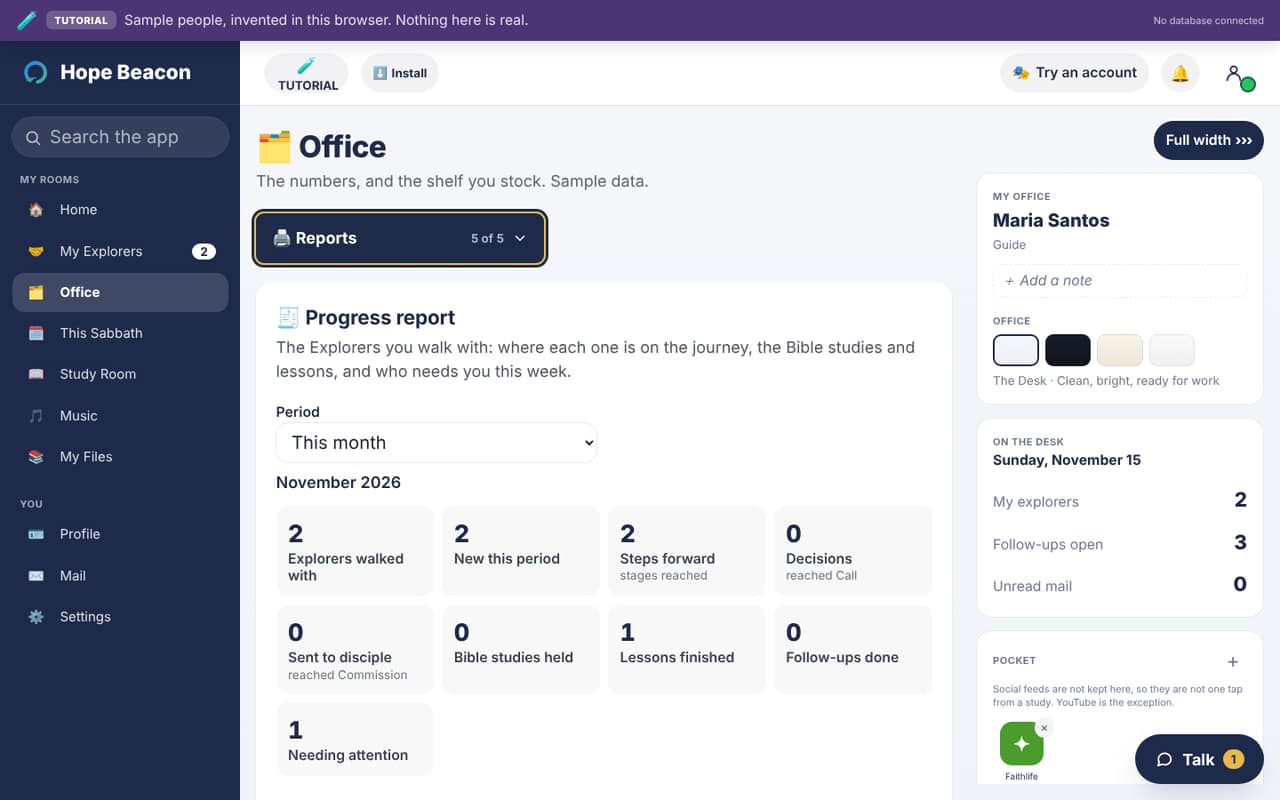 TUTORIAL Sample people, invented in this browser. Nothing here is real.
No database connected
Hope Beacon
Search the app
MY ROOMS
Home
My Explorers 2
Office
This Sabbath
Study Room
Music
My Files
YOU
Profile
Mail
Settings
TUTORIAL
Install
Try an account
Office
The numbers, and the shelf you stock. Sample data.
Full width ›››
Reports 5 of 5
Progress report
The Explorers you walk with: where each one is on the journey, the Bible studies and
lessons, and who needs you this week.
Period
This month
November 2026
2
Explorers walked
with
2
New this period
2
Steps forward
stages reached
0
Decisions
reached Call
0
Sent to disciple
reached Commission
0
Bible studies held
1
Lessons finished
0
Follow-ups done
1
Needing attention
MY OFFICE
Maria Santos
Guide
+ Add a note
OFFICE
The Desk · Clean, bright, ready for work
ON THE DESK
Sunday, November 15
My explorers 2
Follow-ups open 3
Unread mail 0
POCKET +
Social feeds are not kept here, so they are not one tap
from a study. YouTube is the exception.
×
Faithlife
Talk 1